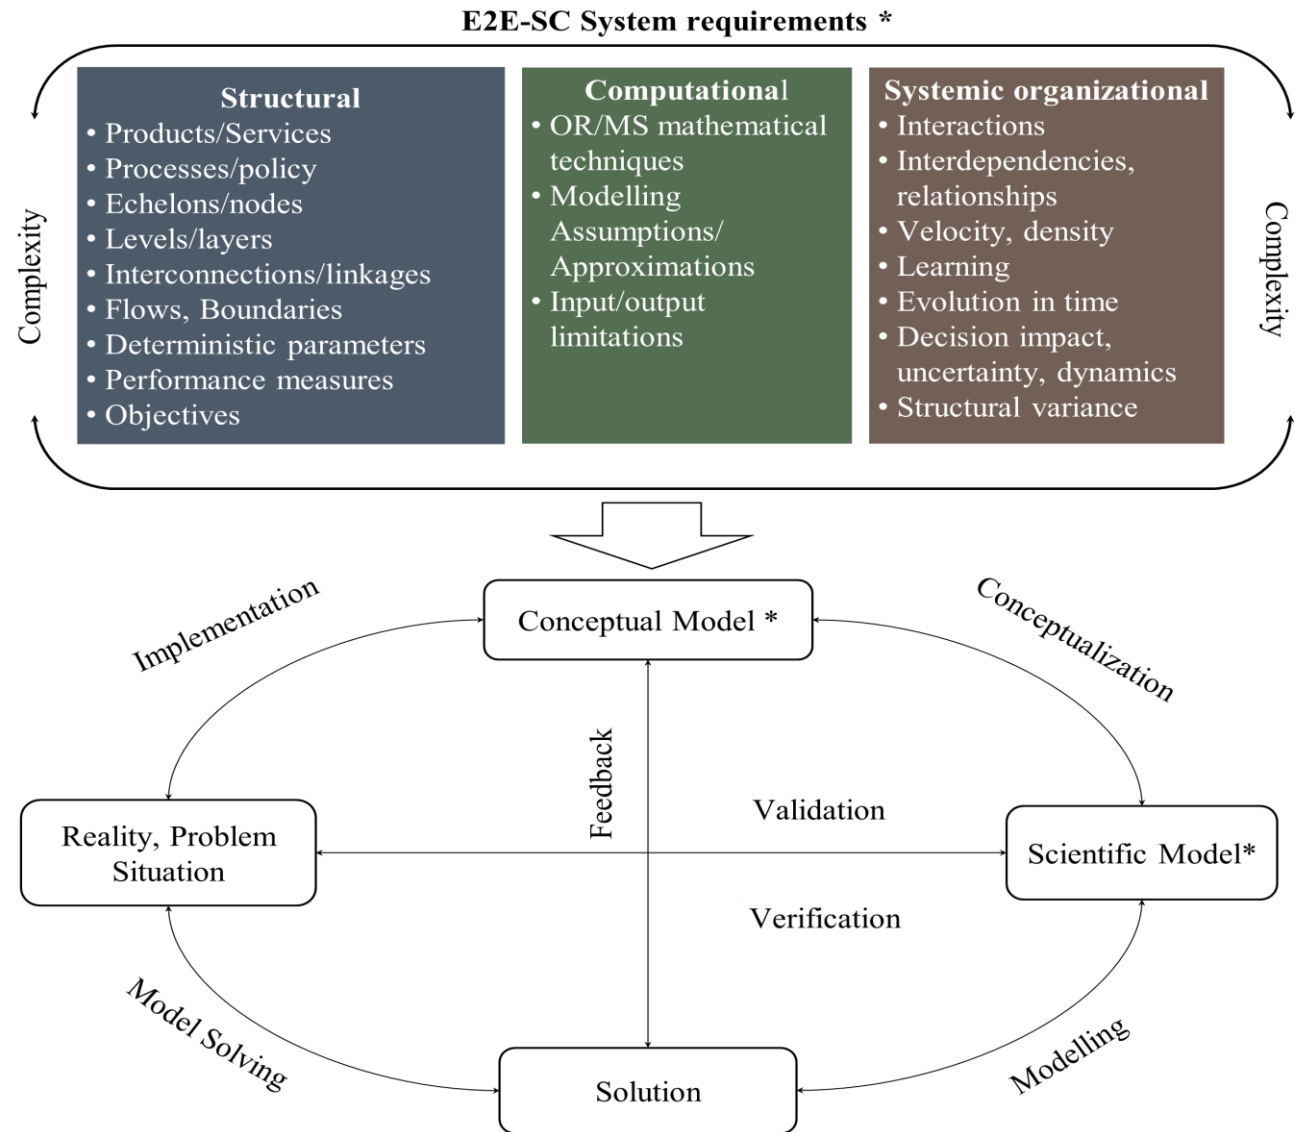 E2E-SC System requirements *
Complexity
Structural
• Products/Services
• Processes/policy
• Echelons/nodes
• Levels/layers
• Interconnections/linkages
• Flows, Boundaries
• Deterministic parameters
• Performance measures
• Objectives
Computational
• OR/MS mathematical
techniques
• Modelling
Assumptions/
Approximations
• Input/output
limitations
Systemic organizational
• Interactions
• Interdependencies,
relationships
• Velocity, density
• Learning
• Evolution in time
• Decision impact,
uncertainty, dynamics
• Structural variance
Complexity
Implementation
Conceptual Model *
Conceptualization
Feedback
Validation
Reality, Problem
Situation
Scientific Model*
Verification
Model Solving
Solution
Modelling